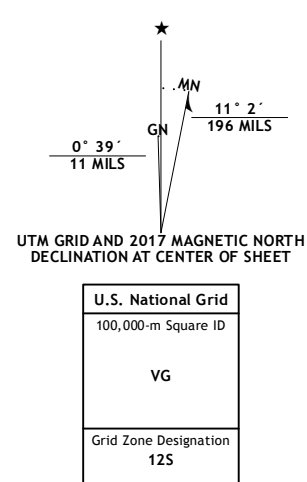 ★
MN
11° 2´
196 MILS
GN
0° 39´
11 MILS
UTM GRID AND 2017 MAGNETIC NORTH
DECLINATION AT CENTER OF SHEET
U.S. National Grid
100,000-m Square ID
VG
Grid Zone Designation
12S